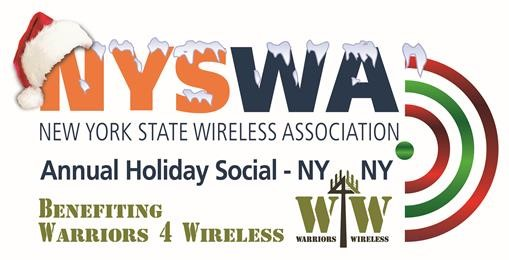 NYSWA
NEW YORK STATE WIRELESS ASSOCIATION
Annual Holiday Social - NY NY
BENEFITING
WARRIORS 4 WIRELESS
W4W
WARRIORS WIRELESS